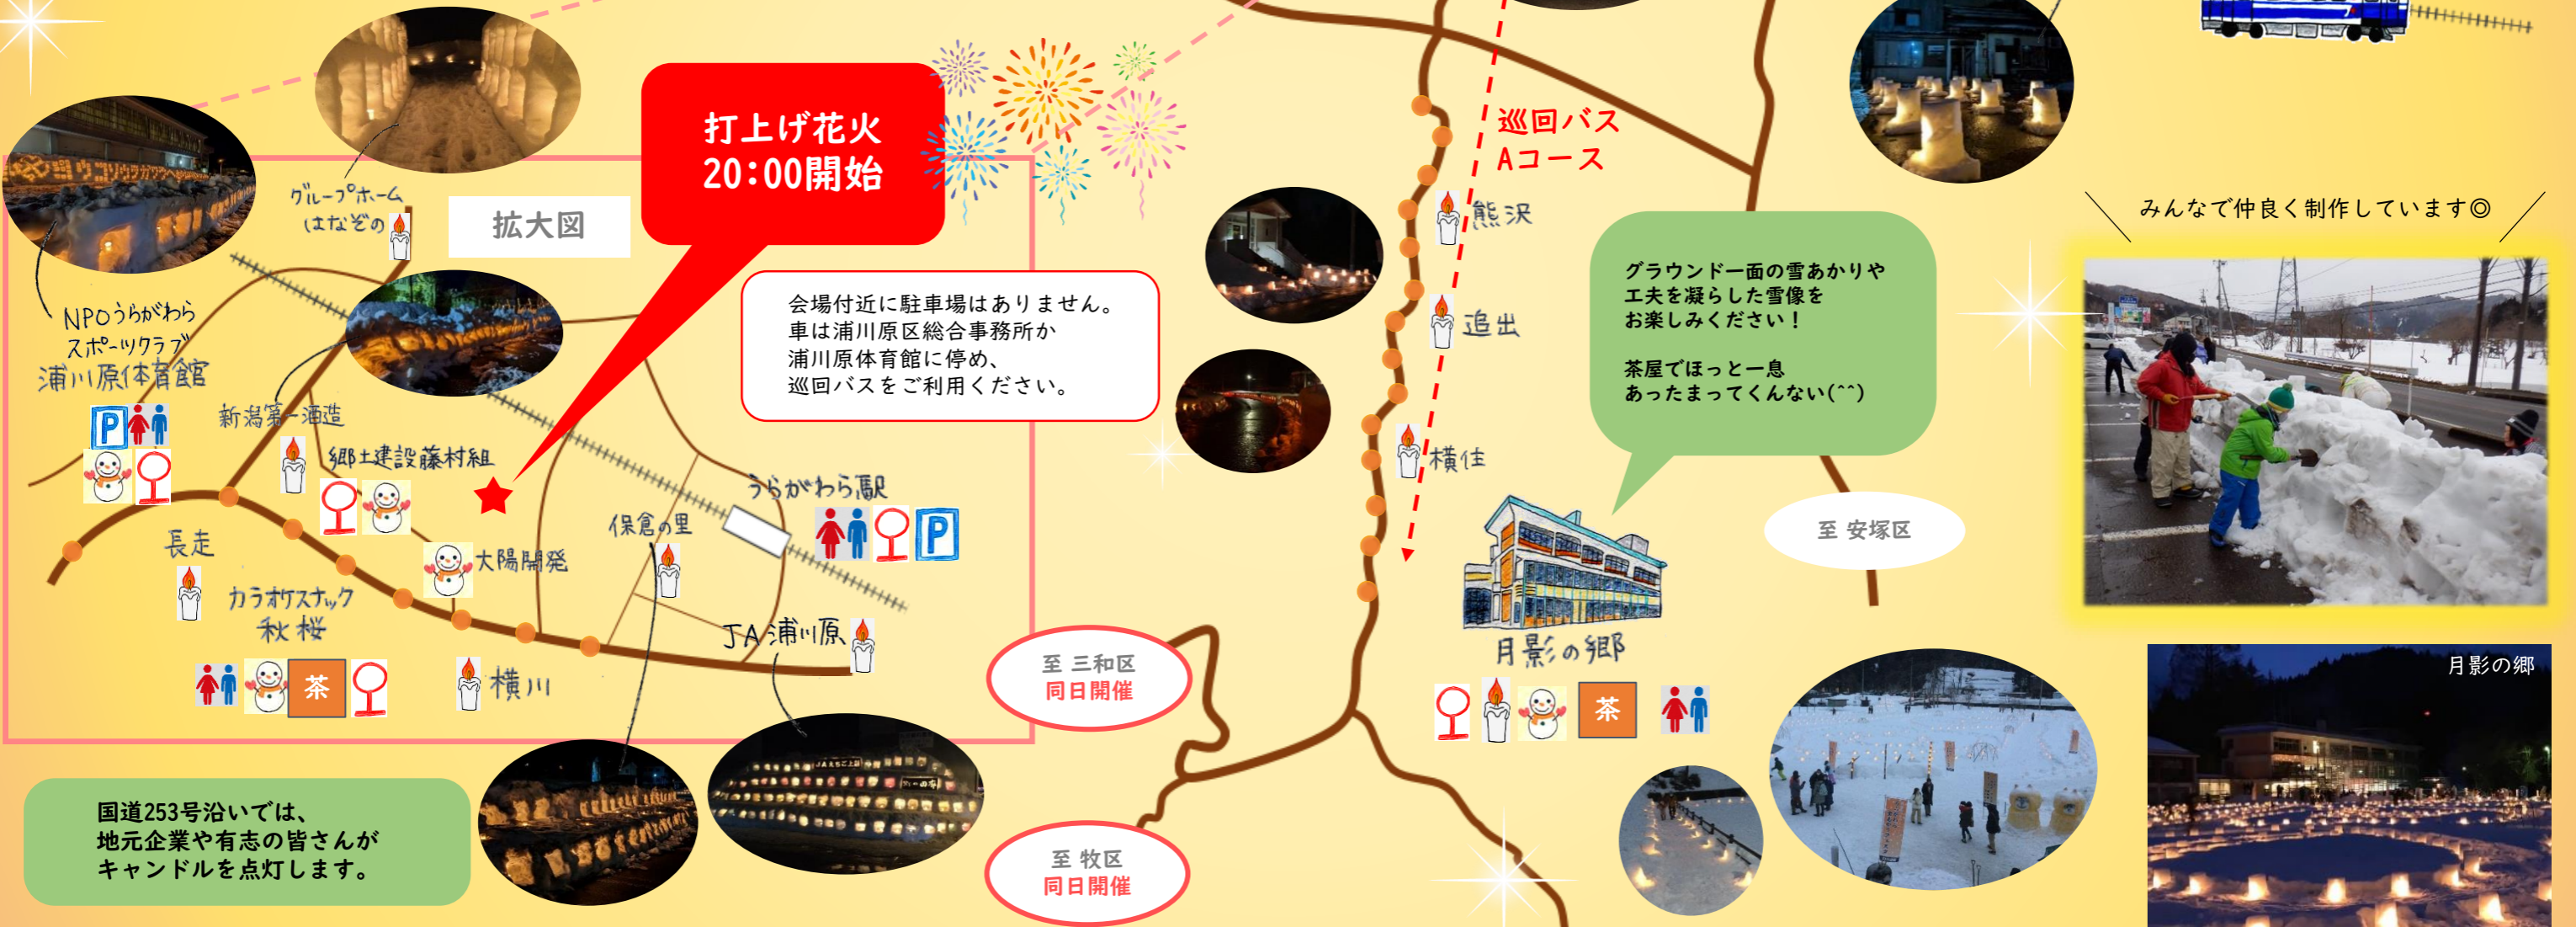 打上げ花火
20:00開始
拡大図
グループホーム
はなぞの
NPOうらがわら
スポーツクラブ
浦川原体育館
P
新潟第一酒造
郷土建設藤村組
会場付近に駐車場はありません。
車は浦川原区総合事務所か
浦川原体育館に停め、
巡回バスをご利用ください。
うらがわら駅
P
保倉の里
大陽開発
長走
カラオケスナック
秋桜
茶
横川
JA浦川原
国道253号沿いでは、
地元企業や有志の皆さんが
キャンドルを点灯します。
至 三和区
同日開催
至 牧区
同日開催
巡回バス
Aコース
熊沢
追出
横住
グラウンド一面の雪あかりや
工夫を凝らした雪像を
お楽しみください！
茶屋でほっと一息
あったまってくんない(^^)
月影の郷
茶
至 安塚区
みんなで仲良く制作しています◎
月影の郷